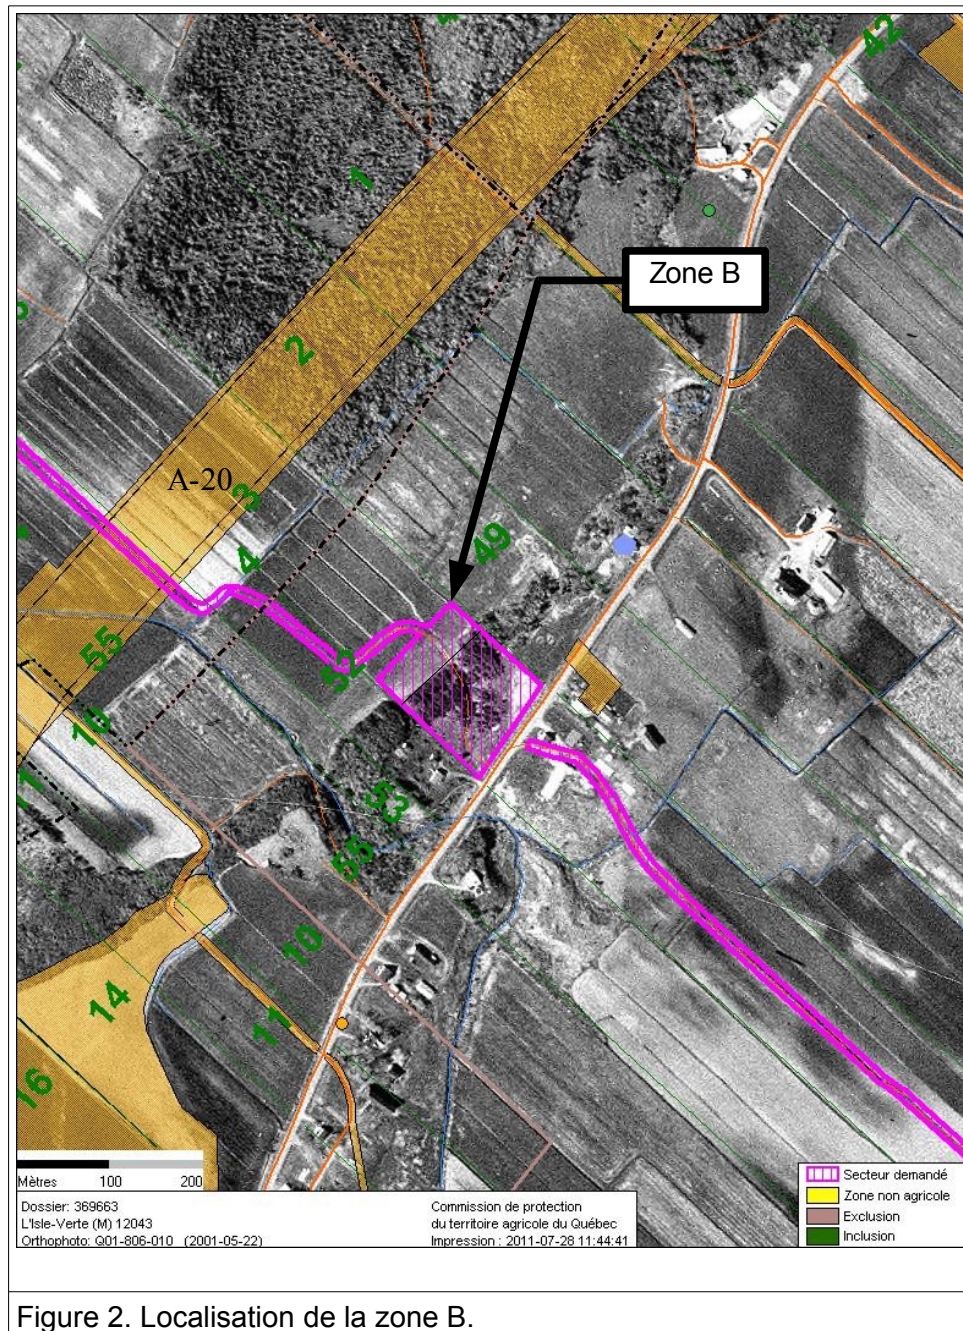 42
1
Zone B
2
A-20
3
4
49
55
52
10
11
53
55
10
14
11
16
Mètres 100 200
Secteur demandé
Zone non agricole
Exclusion
Inclusion
Dossier: 369663
L'Isle-Verte (M) 12043
Orthophoto: Q01-806-010 (2001-05-22)
Commission de protection
du territoire agricole du Québec
Impression : 2011-07-28 11:44:41
Figure 2. Localisation de la zone B.